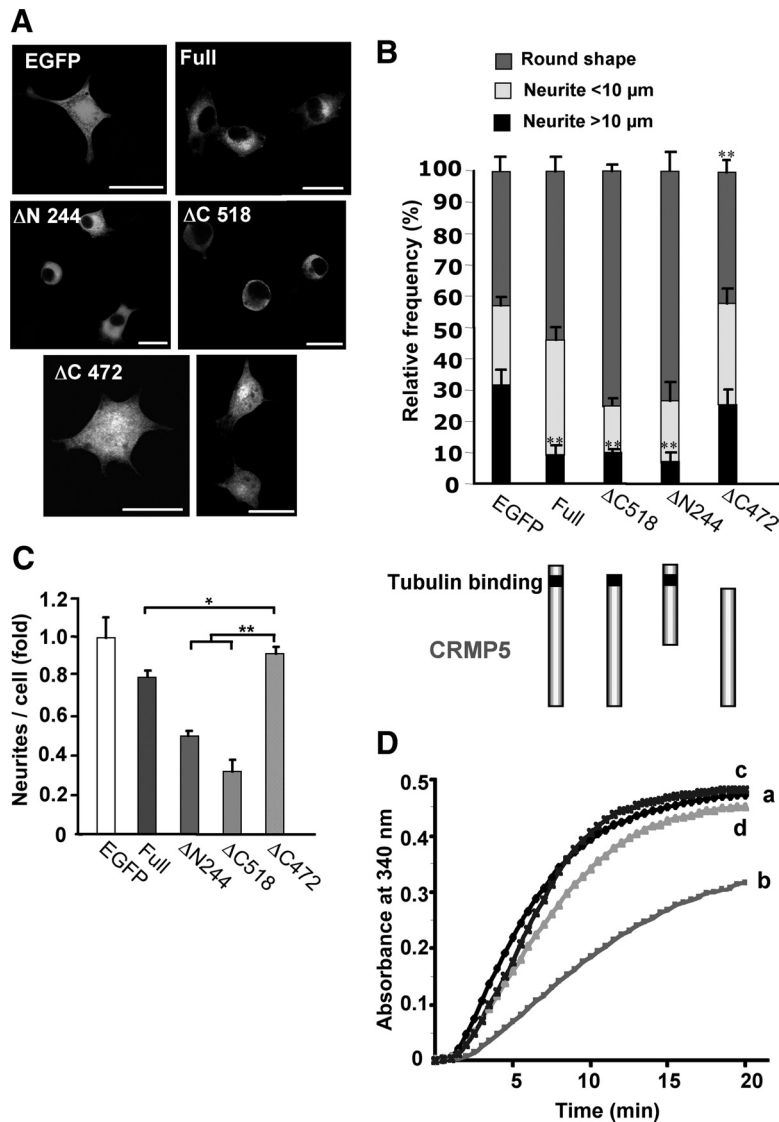 A
EGFP
Full
ΔN 244
ΔC 518
ΔC 472
B
Round shape
Neurite <10 µm
Neurite >10 µm
Relative frequency (%)
100
90
80
70
60
50
40
30
20
10
0
**
**
**
**
EGFP
Full
ΔC518
ΔN244
ΔC472
Tubulin binding
CRMP5
C
Neurites / cell (fold)
1.2
1.0
0.8
0.6
0.4
0.2
0
*
**
EGFP
Full
ΔN244
ΔC518
ΔC472
D
Absorbance at 340 nm
0.5
0.4
0.3
0.2
0.1
0
c
a
d
b
5
10
15
20
Time (min)